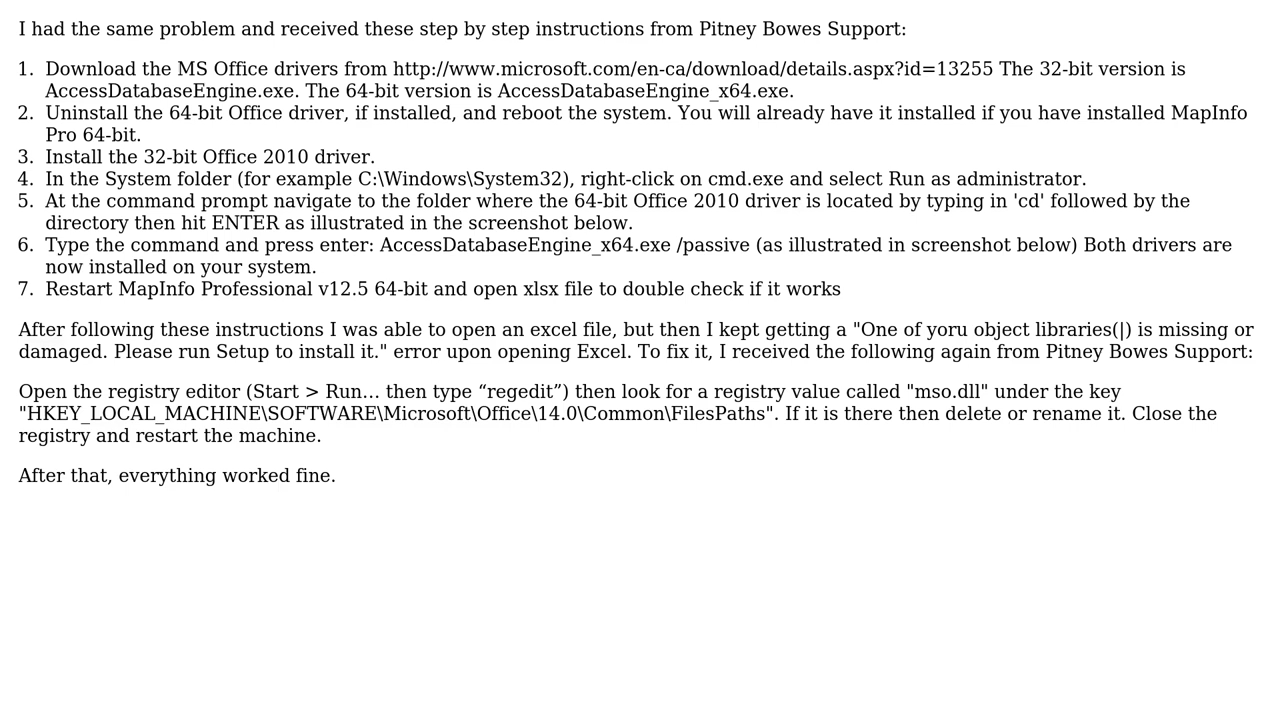 I had the same problem and received these step by step instructions from Pitney Bowes Support:
1. Download the MS Office drivers from http://www.microsoft.com/en-ca/download/details.aspx?id=13255 The 32-bit version is
AccessDatabaseEngine.exe. The 64-bit version is AccessDatabaseEngine_x64.exe.
2. Uninstall the 64-bit Office driver, if installed, and reboot the system. You will already have it installed if you have installed MapInfo
Pro 64-bit.
3. Install the 32-bit Office 2010 driver.
4. In the System folder (for example C:\Windows\System32), right-click on cmd.exe and select Run as administrator.
5. At the command prompt navigate to the folder where the 64-bit Office 2010 driver is located by typing in 'cd' followed by the
directory then hit ENTER as illustrated in the screenshot below.
6. Type the command and press enter: AccessDatabaseEngine_x64.exe /passive (as illustrated in screenshot below) Both drivers are
now installed on your system.
7. Restart MapInfo Professional v12.5 64-bit and open xlsx file to double check if it works
After following these instructions I was able to open an excel file, but then I kept getting a "One of yoru object libraries(|) is missing or
damaged. Please run Setup to install it." error upon opening Excel. To fix it, I received the following again from Pitney Bowes Support:
Open the registry editor (Start > Run… then type “regedit”) then look for a registry value called "mso.dll" under the key
"HKEY_LOCAL_MACHINE\SOFTWARE\Microsoft\Office\14.0\Common\FilesPaths". If it is there then delete or rename it. Close the
registry and restart the machine.
After that, everything worked fine.